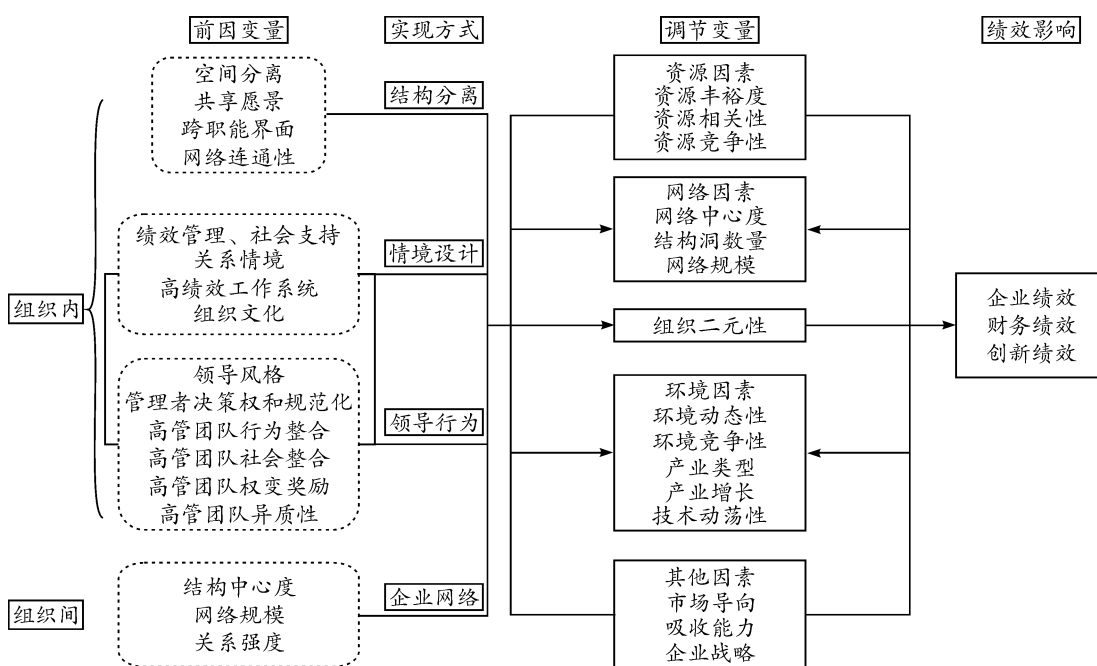 前因变量
实现方式
调节变量
绩效影响
组织内
空间分离
共享愿景
跨职能界面
网络连通性
结构分离
绩效管理、社会支持
关系情境
高绩效工作系统
组织文化
情境设计
领导风格
管理者决策权和规范化
高管团队行为整合
高管团队社会整合
高管团队权变奖励
高管团队异质性
领导行为
组织间
结构中心度
网络规模
关系强度
企业网络
资源因素
资源丰裕度
资源相关性
资源竞争性
网络因素
网络中心度
结构洞数量
网络规模
组织二元性
环境因素
环境动态性
环境竞争性
产业类型
产业增长
技术动荡性
其他因素
市场导向
吸收能力
企业战略
企业绩效
财务绩效
创新绩效